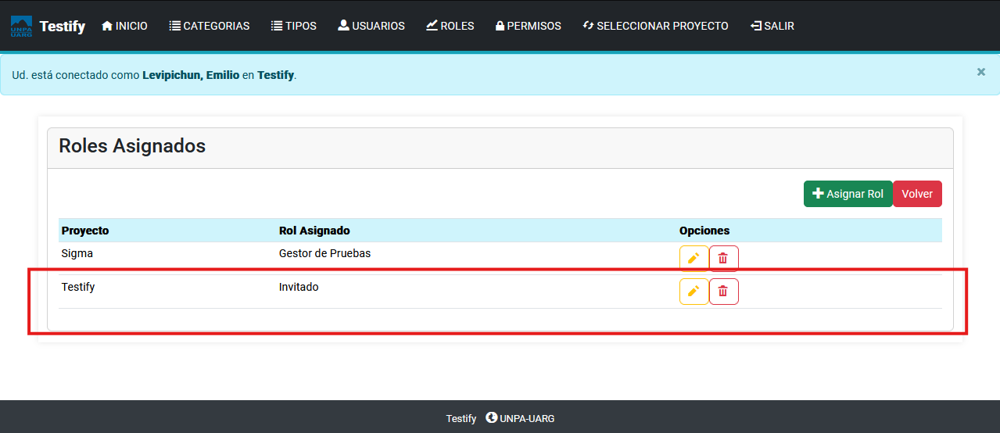 UNPA
UARG
Testify INICIO CATEGORIAS TIPOS USUARIOS ROLES PERMISOS SELECCIONAR PROYECTO SALIR
Ud. está conectado como Levipichun, Emilio en Testify. ×
Roles Asignados
Asignar Rol Volver
Proyecto Rol Asignado Opciones
Sigma Gestor de Pruebas
Testify Invitado
Testify UNPA-UARG